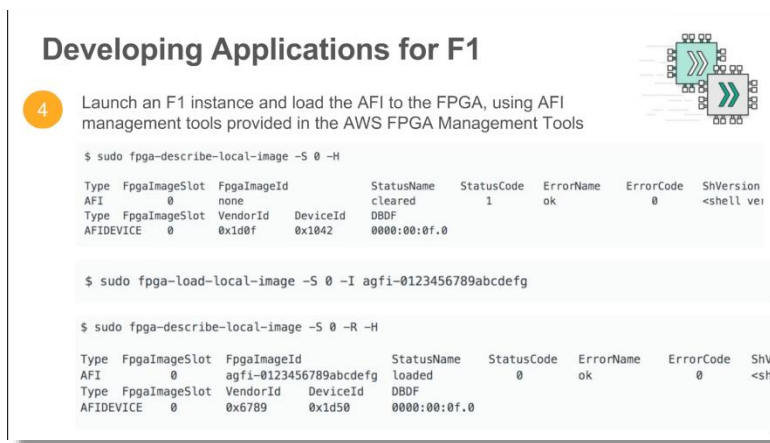 Developing Applications for F1
4
Launch an F1 instance and load the AFI to the FPGA, using AFI
management tools provided in the AWS FPGA Management Tools
$ sudo fpga-describe-local-image -S 0 -H
Type FpgaImageSlot FpgaImageId StatusName StatusCode ErrorName ErrorCode ShVersion
AFI 0 none cleared 1 ok 0 <shell ver
Type FpgaImageSlot VendorId DeviceId DBDF
AFIDEVICE 0 0x1d0f 0x1042 0000:00:0f.0
$ sudo fpga-load-local-image -S 0 -I agfi-0123456789abcdefg
$ sudo fpga-describe-local-image -S 0 -R -H
Type FpgaImageSlot FpgaImageId StatusName StatusCode ErrorName ErrorCode ShV
AFI 0 agfi-0123456789abcdefg loaded 0 ok 0 <sh
Type FpgaImageSlot VendorId DeviceId DBDF
AFIDEVICE 0 0x6789 0x1d50 0000:00:0f.0